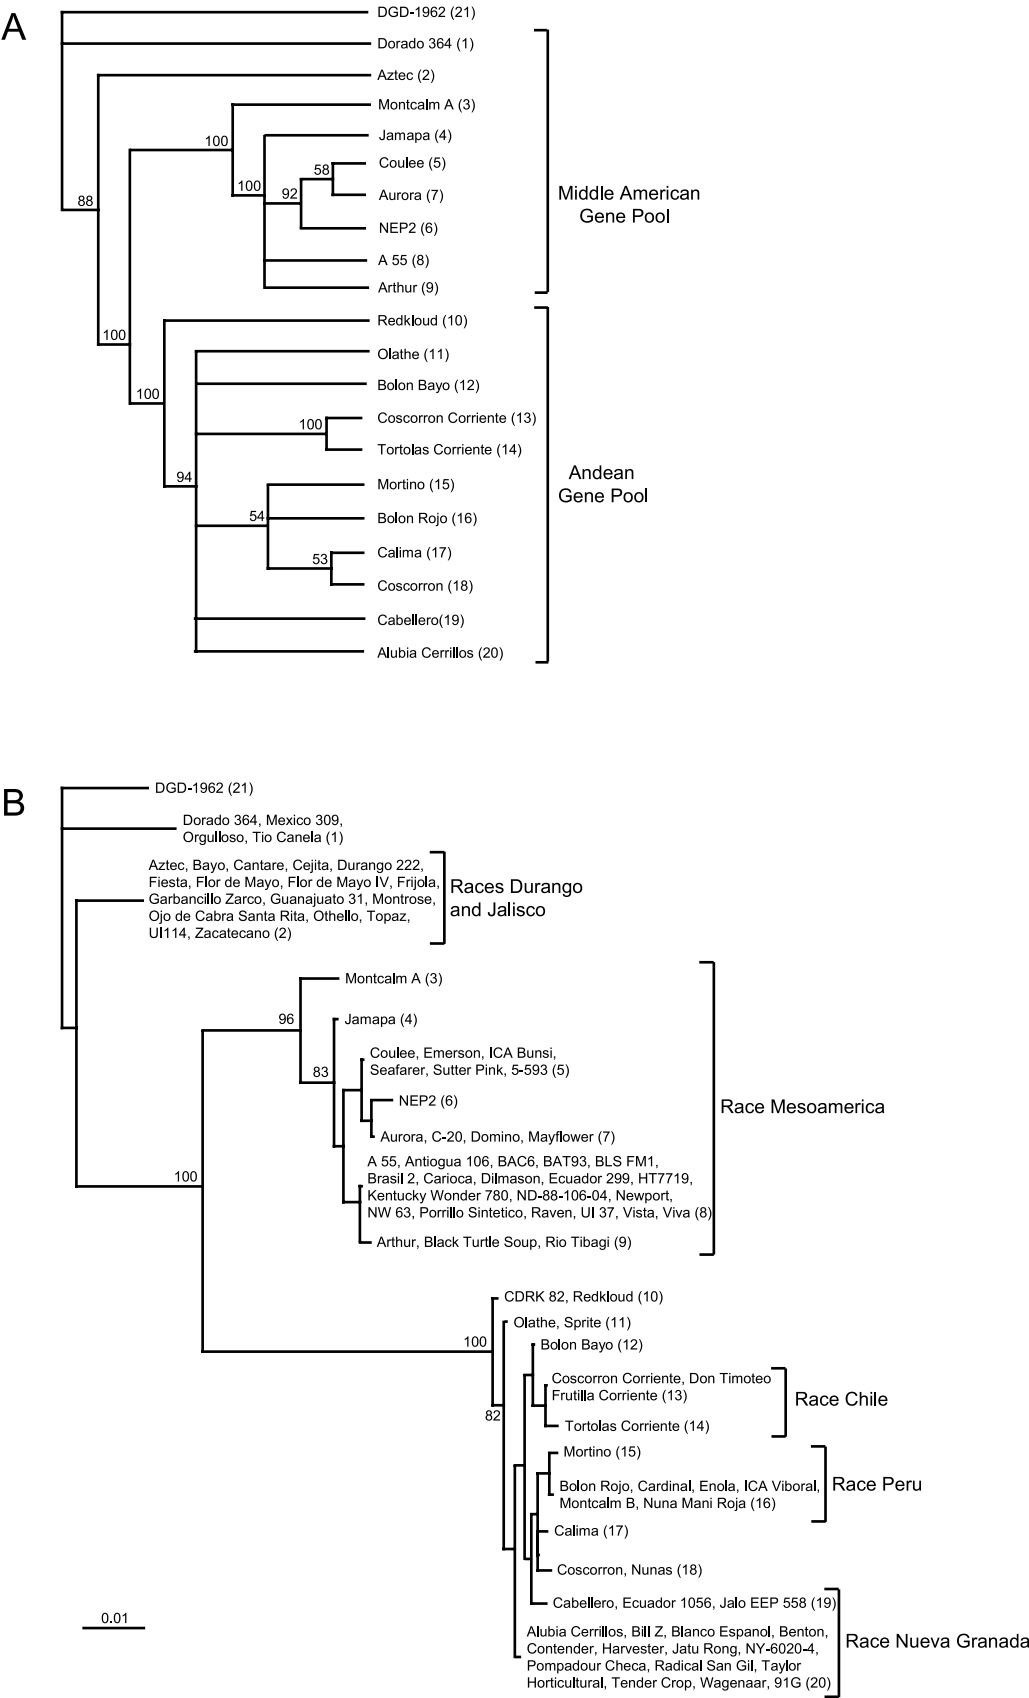 A
DGD-1962 (21)
Dorado 364 (1)
Aztec (2)
Montcalm A (3)
100
Jamapa (4)
Coulee (5)
58
100
92
Aurora (7)
88
Middle American
Gene Pool
NEP2 (6)
A 55 (8)
Arthur (9)
Redkloud (10)
100
Olathe (11)
Bolon Bayo (12)
100
Coscorron Corriente (13)
100
Tortolas Corriente (14)
94
Andean
Gene Pool
Mortino (15)
54
Bolon Rojo (16)
Calima (17)
53
Coscorron (18)
Cabellero(19)
Alubia Cerrillos (20)
B
DGD-1962 (21)
Dorado 364, Mexico 309,
Orgulloso, Tio Canela (1)
Aztec, Bayo, Cantare, Cejita, Durango 222,
Fiesta, Flor de Mayo, Flor de Mayo IV, Frijola,
Garbancillo Zarco, Guanajuato 31, Montrose,
Ojo de Cabra Santa Rita, Othello, Topaz,
UI114, Zacatecano (2)
Races Durango
and Jalisco
Montcalm A (3)
96
Jamapa (4)
83
Coulee, Emerson, ICA Bunsi,
Seafarer, Sutter Pink, 5-593 (5)
NEP2 (6)
Race Mesoamerica
Aurora, C-20, Domino, Mayflower (7)
A 55, Antiogua 106, BAC6, BAT93, BLS FM1,
Brasil 2, Carioca, Dilmason, Ecuador 299, HT7719,
Kentucky Wonder 780, ND-88-106-04, Newport,
NW 63, Porrillo Sintetico, Raven, UI 37, Vista, Viva (8)
100
Arthur, Black Turtle Soup, Rio Tibagi (9)
CDRK 82, Redkloud (10)
Olathe, Sprite (11)
100
Bolon Bayo (12)
Coscorron Corriente, Don Timoteo
Frutilla Corriente (13)
Race Chile
82
Tortolas Corriente (14)
Mortino (15)
Bolon Rojo, Cardinal, Enola, ICA Viboral,
Montcalm B, Nuna Mani Roja (16)
Race Peru
Calima (17)
Coscorron, Nunas (18)
Cabellero, Ecuador 1056, Jalo EEP 558 (19)
0.01
Alubia Cerrillos, Bill Z, Blanco Espanol, Benton,
Contender, Harvester, Jatu Rong, NY-6020-4,
Pompadour Checa, Radical San Gil, Taylor
Horticultural, Tender Crop, Wagenaar, 91G (20)
Race Nueva Granada